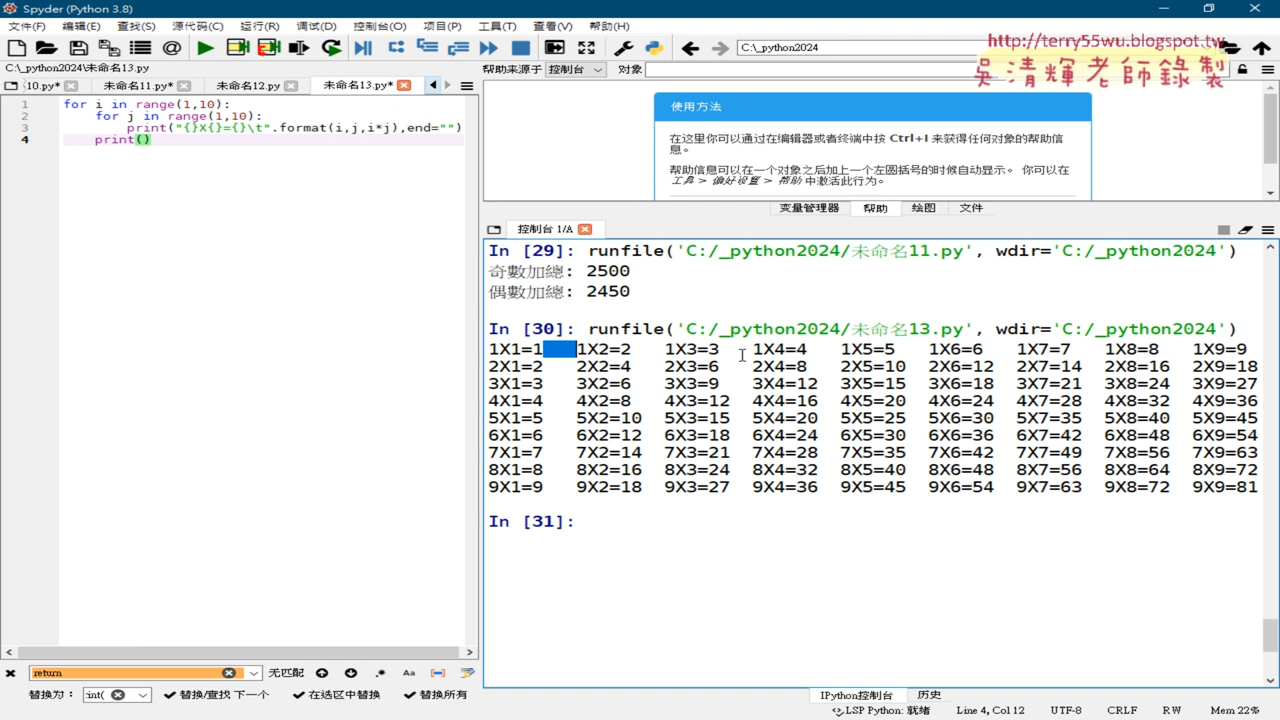 Spyder (Python 3.8)
文件(F) 编辑(E) 查找(S) 源代码(C) 运行(R) 调试(D) 控制台(O) 项目(P) 工具(T) 查看(V) 帮助(H)
C:\_python2024
http://terry55wu.blogspot.tw
吳清輝老師錄製
C:\_python2024\未命名13.py
10.py* 未命名11.py* 未命名12.py 未命名13.py*
帮助来源于 控制台 对象
1 for i in range(1,10):
2 for j in range(1,10):
3 print("{}X{}={}\t".format(i,j,i*j),end="")
4 print()
使用方法
在这里你可以通过在编辑器或者终端中按 Ctrl+I 来获得任何对象的帮助信
息。
帮助信息可以在一个对象之后加上一个左圆括号的时候自动显示。 你可以在
工具 > 偏好设置 > 帮助 中激活此行为。
变量管理器 帮助 绘图 文件
控制台 1/A
In [29]: runfile('C:/_python2024/未命名11.py', wdir='C:/_python2024')
奇數加總: 2500
偶數加總: 2450
In [30]: runfile('C:/_python2024/未命名13.py', wdir='C:/_python2024')
1X1=1 1X2=2 1X3=3 1X4=4 1X5=5 1X6=6 1X7=7 1X8=8 1X9=9
2X1=2 2X2=4 2X3=6 2X4=8 2X5=10 2X6=12 2X7=14 2X8=16 2X9=18
3X1=3 3X2=6 3X3=9 3X4=12 3X5=15 3X6=18 3X7=21 3X8=24 3X9=27
4X1=4 4X2=8 4X3=12 4X4=16 4X5=20 4X6=24 4X7=28 4X8=32 4X9=36
5X1=5 5X2=10 5X3=15 5X4=20 5X5=25 5X6=30 5X7=35 5X8=40 5X9=45
6X1=6 6X2=12 6X3=18 6X4=24 6X5=30 6X6=36 6X7=42 6X8=48 6X9=54
7X1=7 7X2=14 7X3=21 7X4=28 7X5=35 7X6=42 7X7=49 7X8=56 7X9=63
8X1=8 8X2=16 8X3=24 8X4=32 8X5=40 8X6=48 8X7=56 8X8=64 8X9=72
9X1=9 9X2=18 9X3=27 9X4=36 9X5=45 9X6=54 9X7=63 9X8=72 9X9=81
In [31]:
return 无匹配 .* Aa
替换为： int( 替换/查找 下一个 在选区中替换 替换所有
IPython控制台 历史
LSP Python: 就绪 Line 4, Col 12 UTF-8 CRLF RW Mem 22%